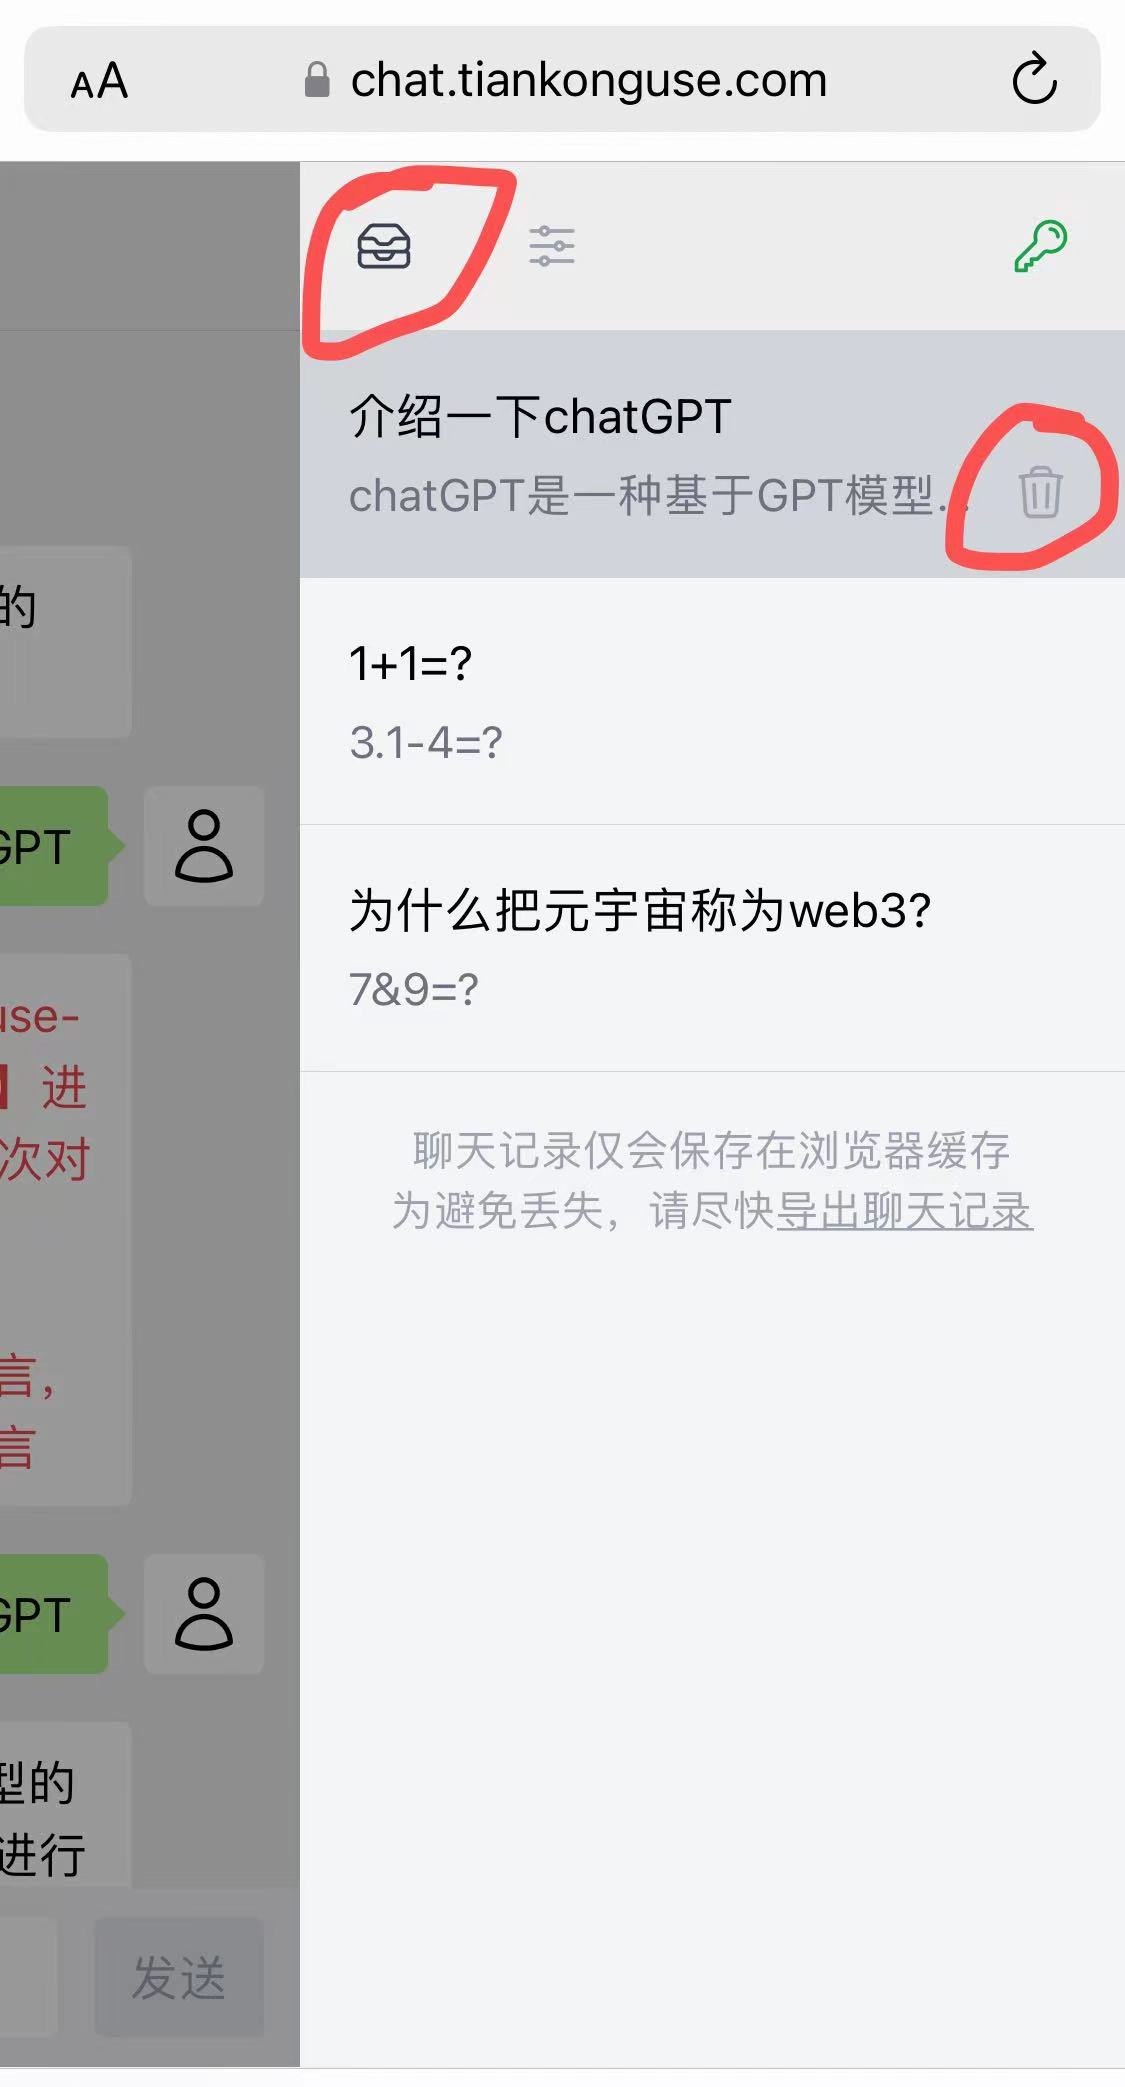 AA
chat.tiankonguse.com
介绍一下chatGPT
chatGPT是一种基于GPT模型...
1+1=?
3.1-4=?
为什么把元宇宙称为web3?
7&9=?
聊天记录仅会保存在浏览器缓存
为避免丢失，请尽快导出聊天记录
的
GPT
use-
】进
次对
言，
言
GPT
型的
进行
发送